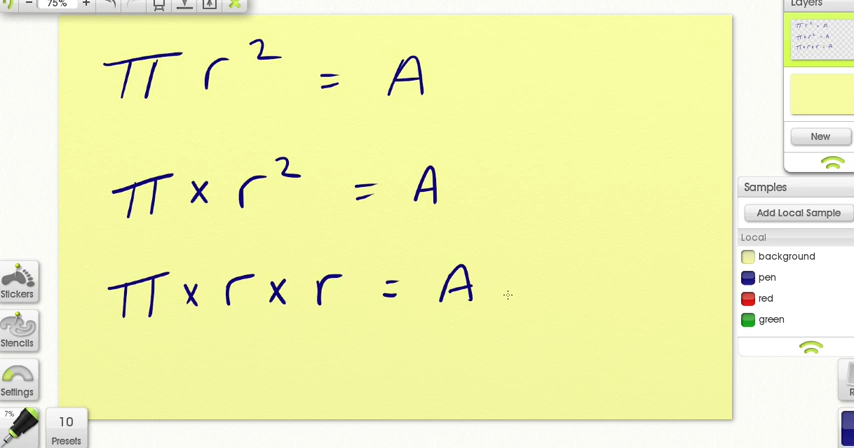 Layers
75%
π r² = A
π × r² = A
π × r × r = A
New
Samples
Add Local Sample
Local
background
pen
red
green
Stickers
Stencils
Settings
7%
10
Presets